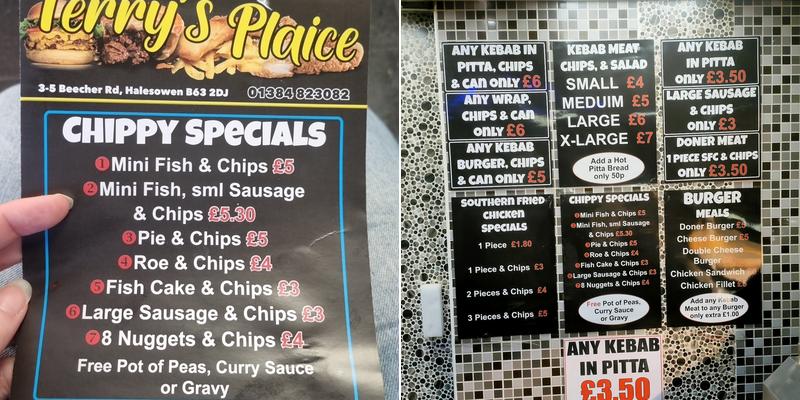 Terry's Plaice
3-5 Beecher Rd, Halesowen B63 2DJ 01384 823082
CHIPPY SPECIALS
1 Mini Fish & Chips £5
2 Mini Fish, sml Sausage
& Chips £5.30
3 Pie & Chips £5
4 Roe & Chips £4
5 Fish Cake & Chips £3
6 Large Sausage & Chips £3
7 8 Nuggets & Chips £4
Free Pot of Peas, Curry Sauce
or Gravy
ANY KEBAB IN
PITTA, CHIPS
& CAN ONLY £6
ANY WRAP,
CHIPS & CAN
ONLY £6
ANY KEBAB
BURGER, CHIPS
& CAN ONLY £5
KEBAB MEAT
CHIPS, & SALAD
SMALL £4
MEDUIM £5
LARGE £6
X-LARGE £7
Add a Hot
Pitta Bread
only 50p
ANY KEBAB
IN PITTA
ONLY £3.50
LARGE SAUSAGE
& CHIPS
ONLY £3
DONER MEAT
1 PIECE SFC & CHIPS
ONLY £3.50
SOUTHERN FRIED
CHICKEN
SPECIALS
1 Piece £1.80
1 Piece & Chips £3
2 Pieces & Chips £4
3 Pieces & Chips £5
CHIPPY SPECIALS
1 Mini Fish & Chips £5
2 Mini Fish, sml Sausage
& Chips £5.30
3 Pie & Chips £5
4 Roe & Chips £4
5 Fish Cake & Chips £3
6 Large Sausage & Chips £3
7 8 Nuggets & Chips £4
Free Pot of Peas,
Curry Sauce
or Gravy
BURGER
MEALS
Doner Burger £5
Cheese Burger £5
Double Cheese
Burger
Chicken Sandwich
Chicken Fillet £5
Add any Kebab
Meat to any Burger
only extra £1.00
ANY KEBAB
IN PITTA
£3.50